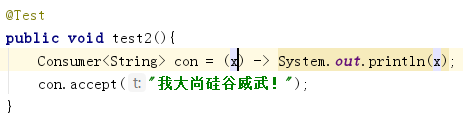 @Test
public void test2(){
Consumer<String> con = (x) -> System.out.println(x);
con.accept( t: "我大尚硅谷威武！");
}